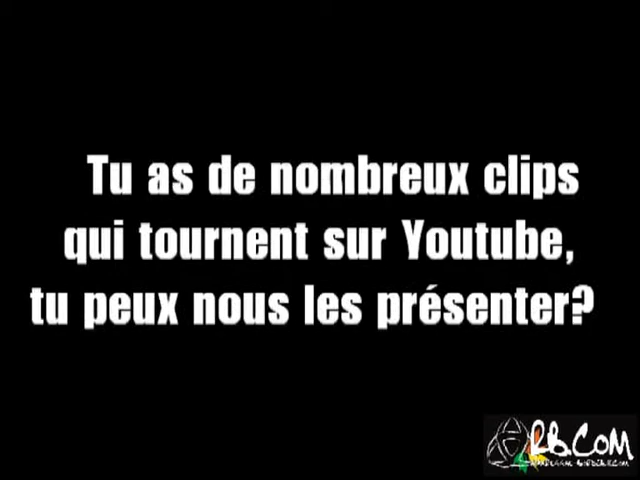 Tu as de nombreux clips
qui tournent sur Youtube,
tu peux nous les présenter?
RB.COM